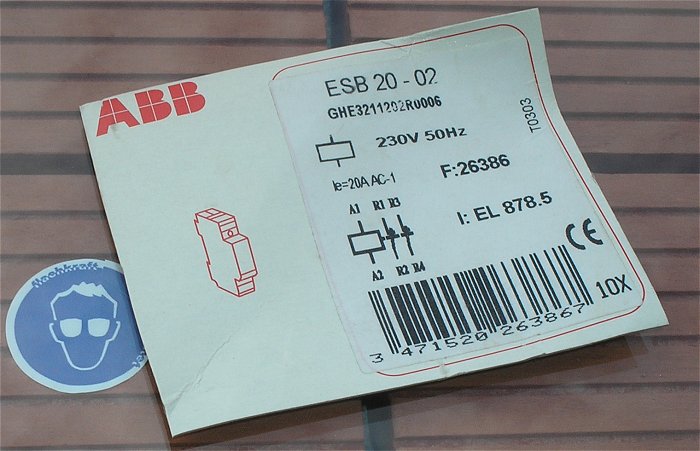 ABB
ESB 20 - 02
GHE3211202R0006
230V 50Hz
Ie=20A AC-1
F:26386
I: EL 878.5
T0303
A1 R1 R3
A2 R2 R4
CE
10X
3 471520 263867
Nachkraft